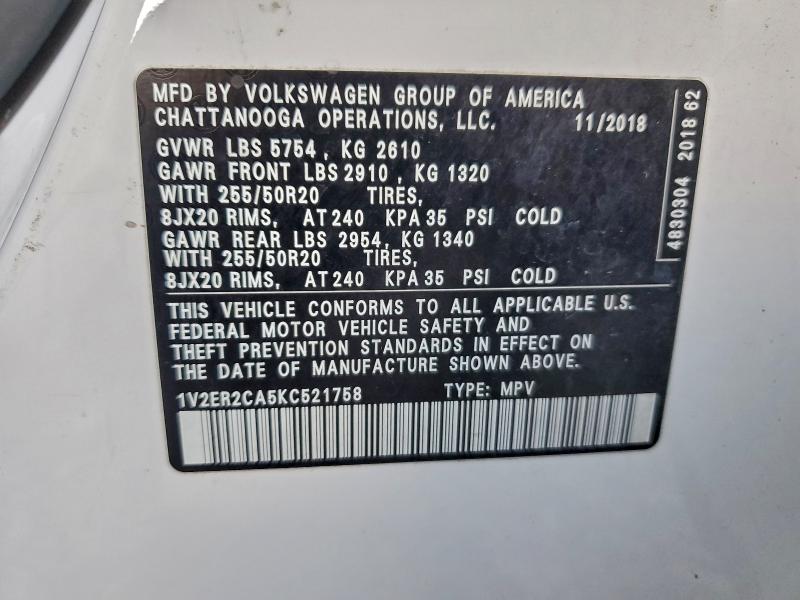 MFD BY VOLKSWAGEN GROUP OF AMERICA
CHATTANOOGA OPERATIONS, LLC. 11/2018
GVWR LBS 5754 , KG 2610
GAWR FRONT LBS 2910 , KG 1320
WITH 255/50R20 TIRES,
8JX20 RIMS, AT 240 KPA 35 PSI COLD
GAWR REAR LBS 2954, KG 1340
WITH 255/50R20 TIRES,
8JX20 RIMS, AT 240 KPA 35 PSI COLD
THIS VEHICLE CONFORMS TO ALL APPLICABLE U.S.
FEDERAL MOTOR VEHICLE SAFETY AND
THEFT PREVENTION STANDARDS IN EFFECT ON
DATE OF MANUFACTURE SHOWN ABOVE.
1V2ER2CA5KC521758 TYPE: MPV
4830304 2018 62